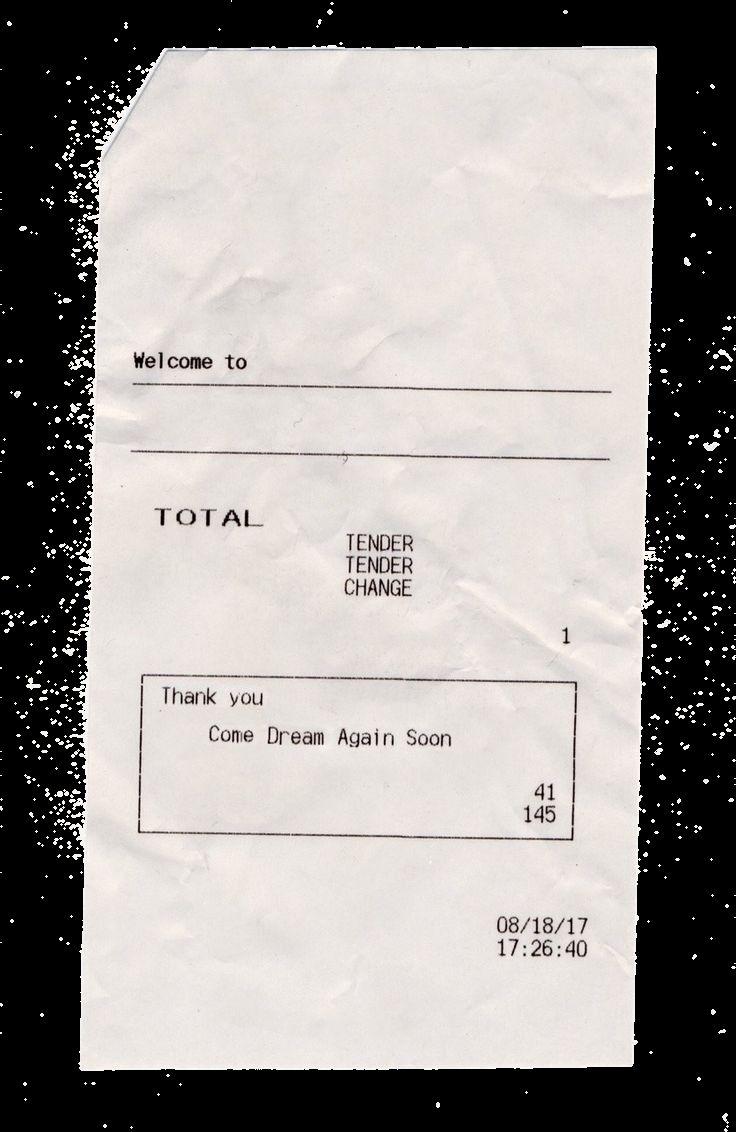 Welcome to
TOTAL
TENDER
TENDER
CHANGE
1
Thank you
Come Dream Again Soon
41
145
08/18/17
17:26:40